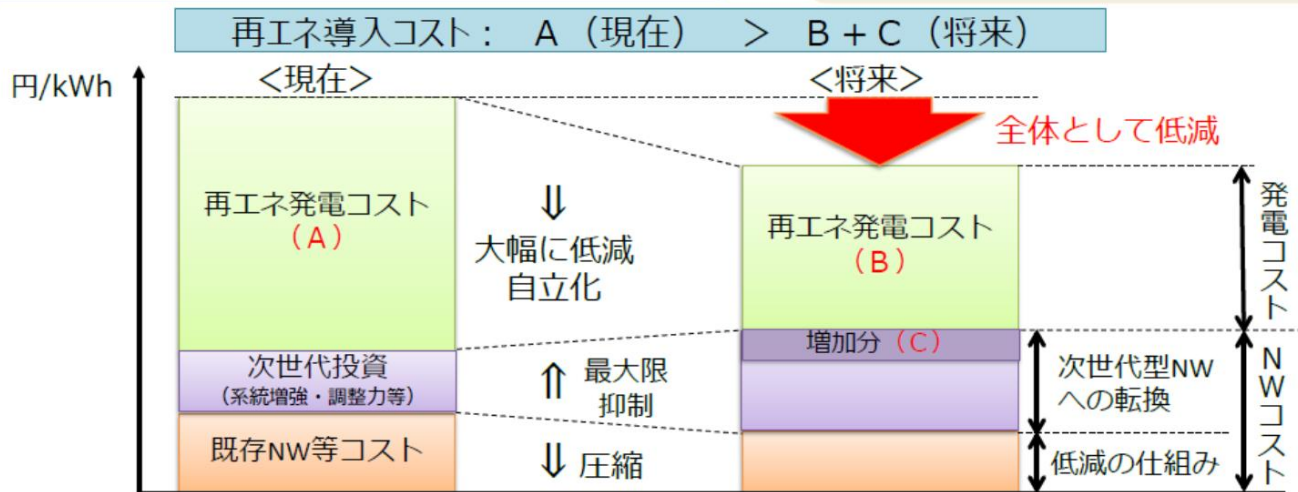 再エネ導入コスト： A （現在） ＞ B＋C（将来）
円/kWh
＜現在＞
＜将来＞
全体として低減
再エネ発電コスト
（A）
⇓
大幅に低減
自立化
再エネ発電コスト
（B）
発電コスト
増加分（C）
次世代投資
（系統増強・調整力等）
⇑ 最大限
抑制
次世代型NW
への転換
NWコスト
既存NW等コスト
⇓ 圧縮
低減の仕組み